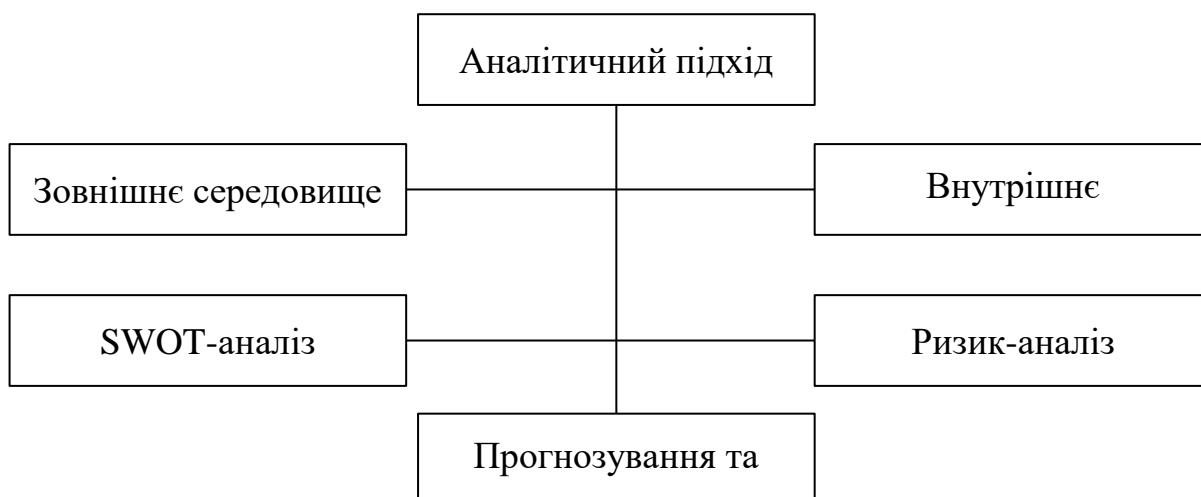 Аналітичний підхід
Зовнішнє середовище
Внутрішнє
SWOT-аналіз
Ризик-аналіз
Прогнозування та